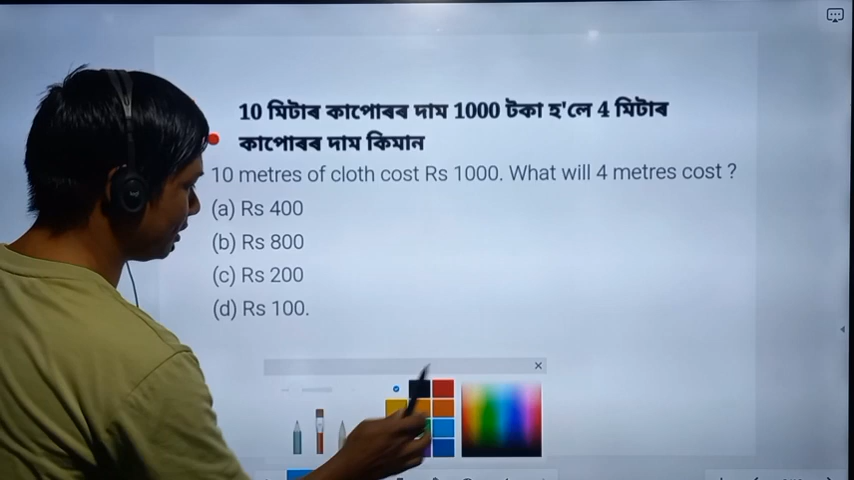 10 মিটাৰ কাপোৰৰ দাম 1000 টকা হ'লে 4 মিটাৰ
কাপোৰৰ দাম কিমান
10 metres of cloth cost Rs 1000. What will 4 metres cost ?
(a) Rs 400
(b) Rs 800
(c) Rs 200
(d) Rs 100.